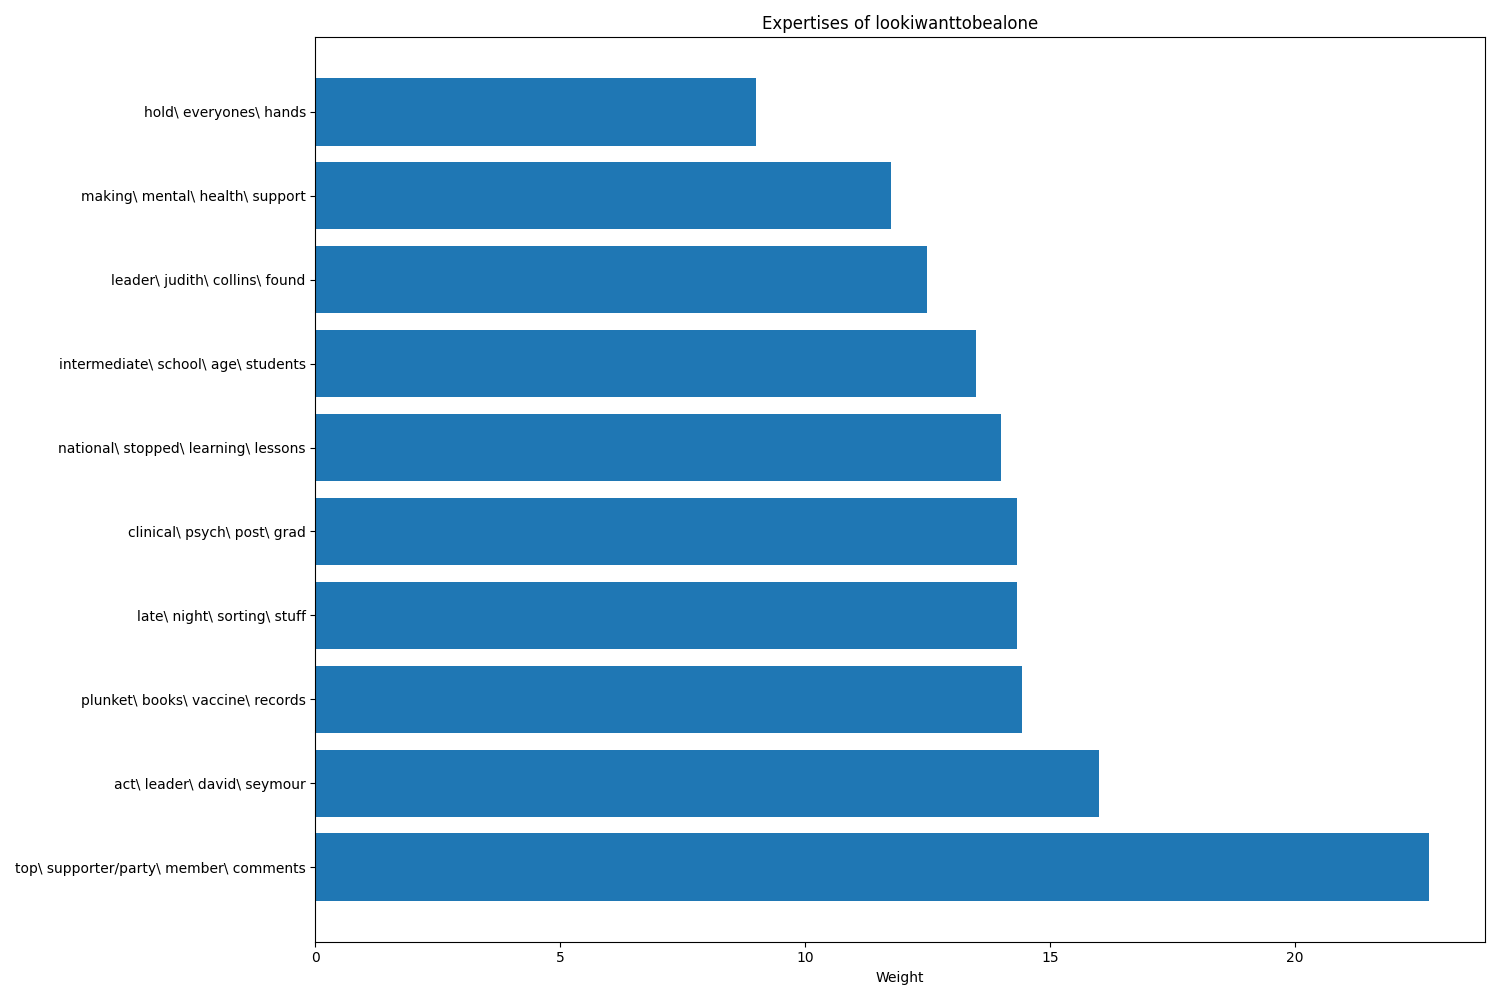 Expertises of lookiwanttobealone
hold\ everyones\ hands
making\ mental\ health\ support
leader\ judith\ collins\ found
intermediate\ school\ age\ students
national\ stopped\ learning\ lessons
clinical\ psych\ post\ grad
late\ night\ sorting\ stuff
plunket\ books\ vaccine\ records
act\ leader\ david\ seymour
top\ supporter/party\ member\ comments
0 5 10 15 20
Weight